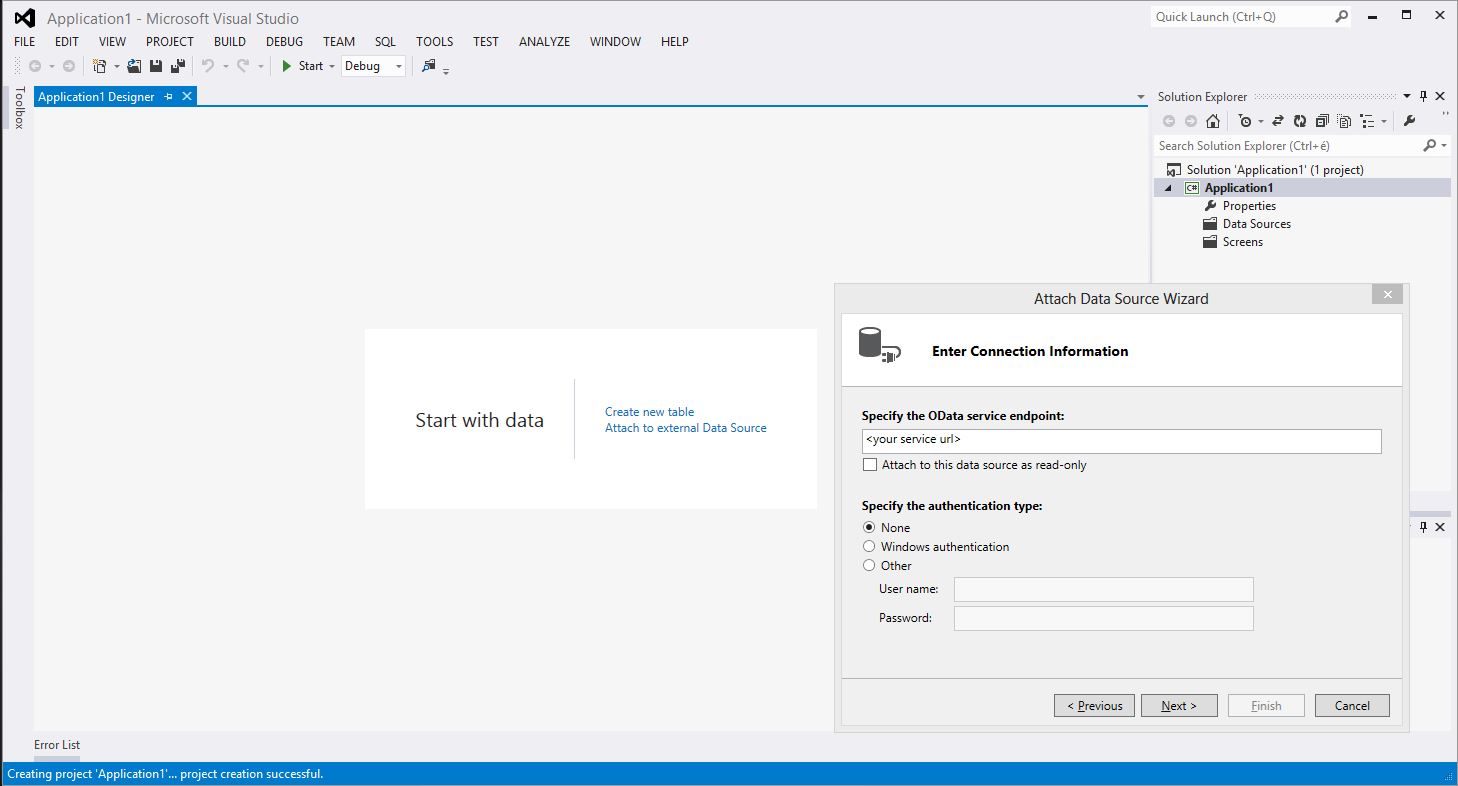 Application1 - Microsoft Visual Studio
Quick Launch (Ctrl+Q)
FILE EDIT VIEW PROJECT BUILD DEBUG TEAM SQL TOOLS TEST ANALYZE WINDOW HELP
Start Debug
Toolbox
Application1 Designer
Solution Explorer
Search Solution Explorer (Ctrl+é)
Solution 'Application1' (1 project)
C# Application1
Properties
Data Sources
Screens
Start with data
Create new table
Attach to external Data Source
Attach Data Source Wizard
Enter Connection Information
Specify the OData service endpoint:
<your service url>
Attach to this data source as read-only
Specify the authentication type:
None
Windows authentication
Other
User name:
Password:
< Previous Next > Finish Cancel
Error List
Creating project 'Application1'... project creation successful.